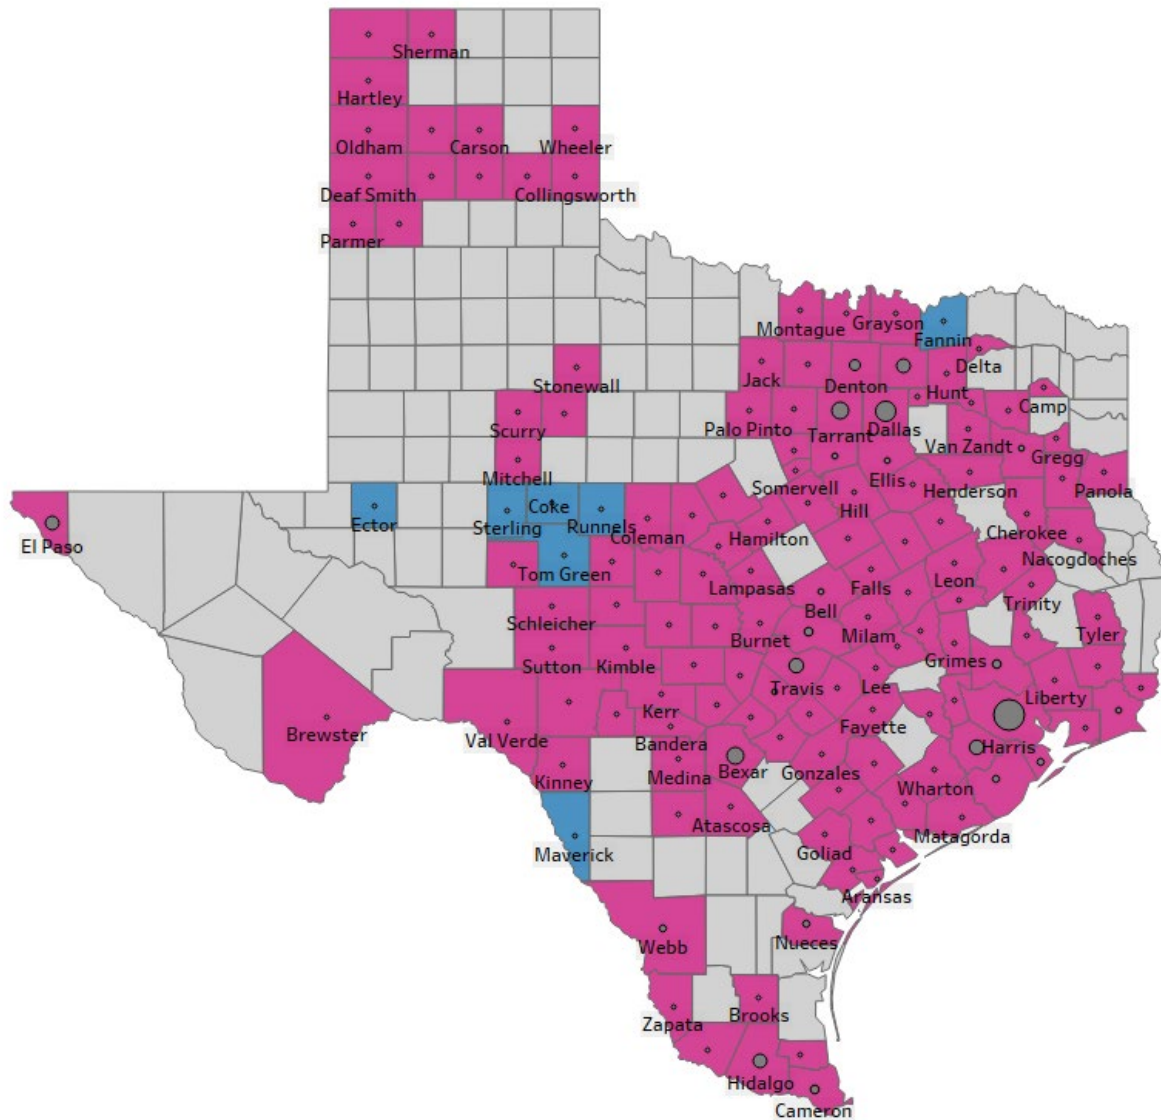 Sherman
Hartley
Oldham
Carson
Wheeler
Deaf Smith
Collingsworth
Parmer
Montague
Grayson
Fannin
Stonewall
Jack
Denton
Hunt
Delta
Camp
Scurry
Palo Pinto
Tarrant
Dallas
Van Zandt
Gregg
Mitchell
Somervell
Ellis
Henderson
Panola
Ector
Sterling
Coke
Runnels
Coleman
Hamilton
Hill
Cherokee
El Paso
Tom Green
Lampasas
Falls
Leon
Nacogdoches
Schleicher
Bell
Trinity
Burnet
Milam
Tyler
Sutton
Kimble
Grimes
Travis
Lee
Liberty
Brewster
Val Verde
Kerr
Fayette
Harris
Bandera
Kinney
Medina
Bexar
Gonzales
Wharton
Atascosa
Matagorda
Maverick
Goliad
Aransas
Webb
Nueces
Zapata
Brooks
Hidalgo
Cameron